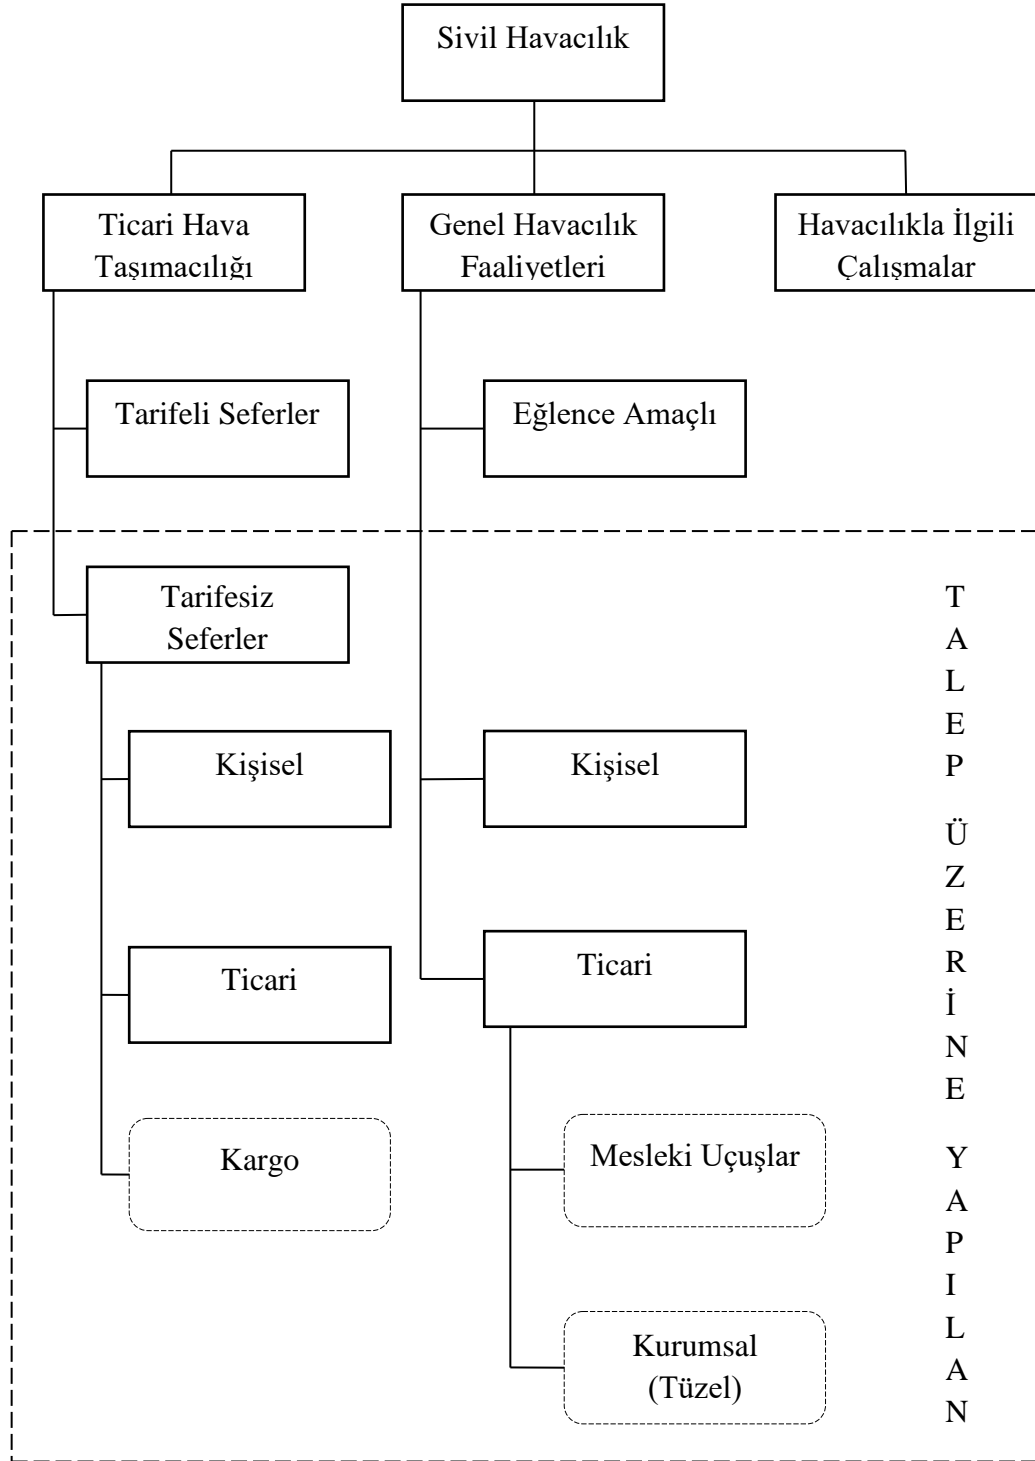 Sivil Havacılık
Ticari Hava
Taşımacılığı
Genel Havacılık
Faaliyetleri
Havacılıkla İlgili
Çalışmalar
Tarifeli Seferler
Eğlence Amaçlı
Tarifesiz
Seferler
Kişisel
Kişisel
Ticari
Ticari
Kargo
Mesleki Uçuşlar
Kurumsal
(Tüzel)
T
A
L
E
P
Ü
Z
E
R
İ
N
E
Y
A
P
I
L
A
N